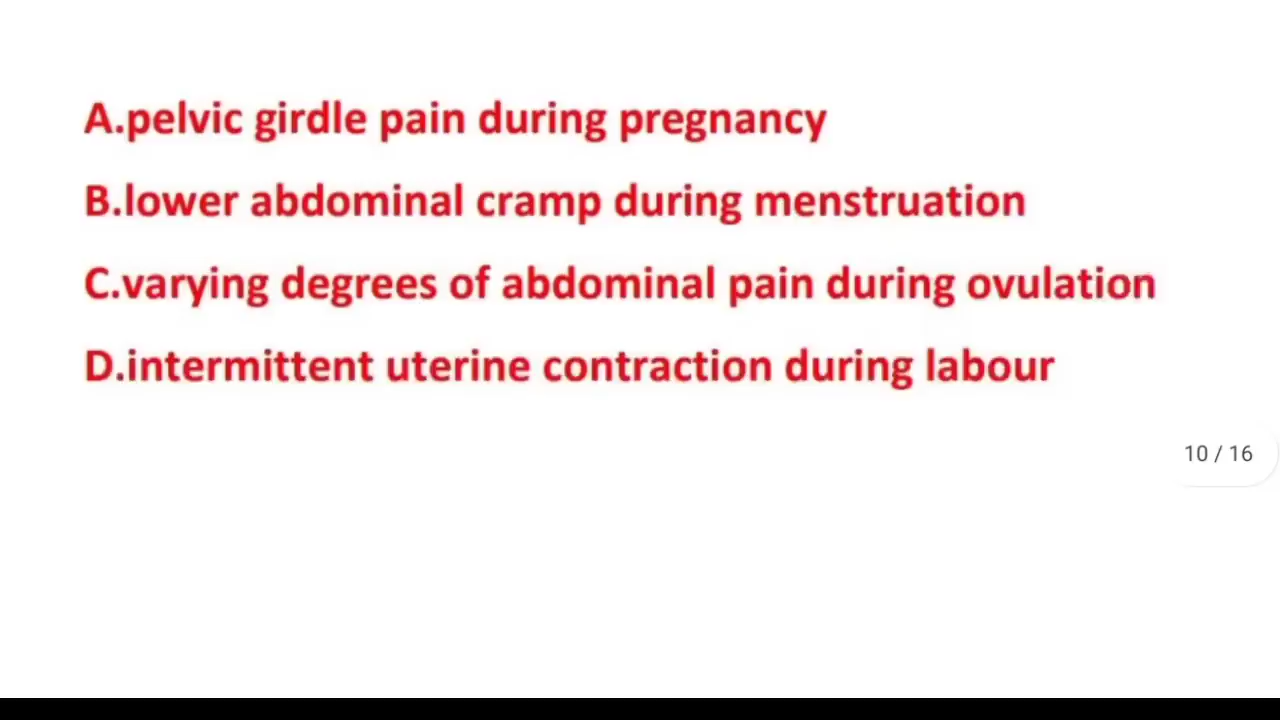 A.pelvic girdle pain during pregnancy
B.lower abdominal cramp during menstruation
C.varying degrees of abdominal pain during ovulation
D.intermittent uterine contraction during labour
10 / 16